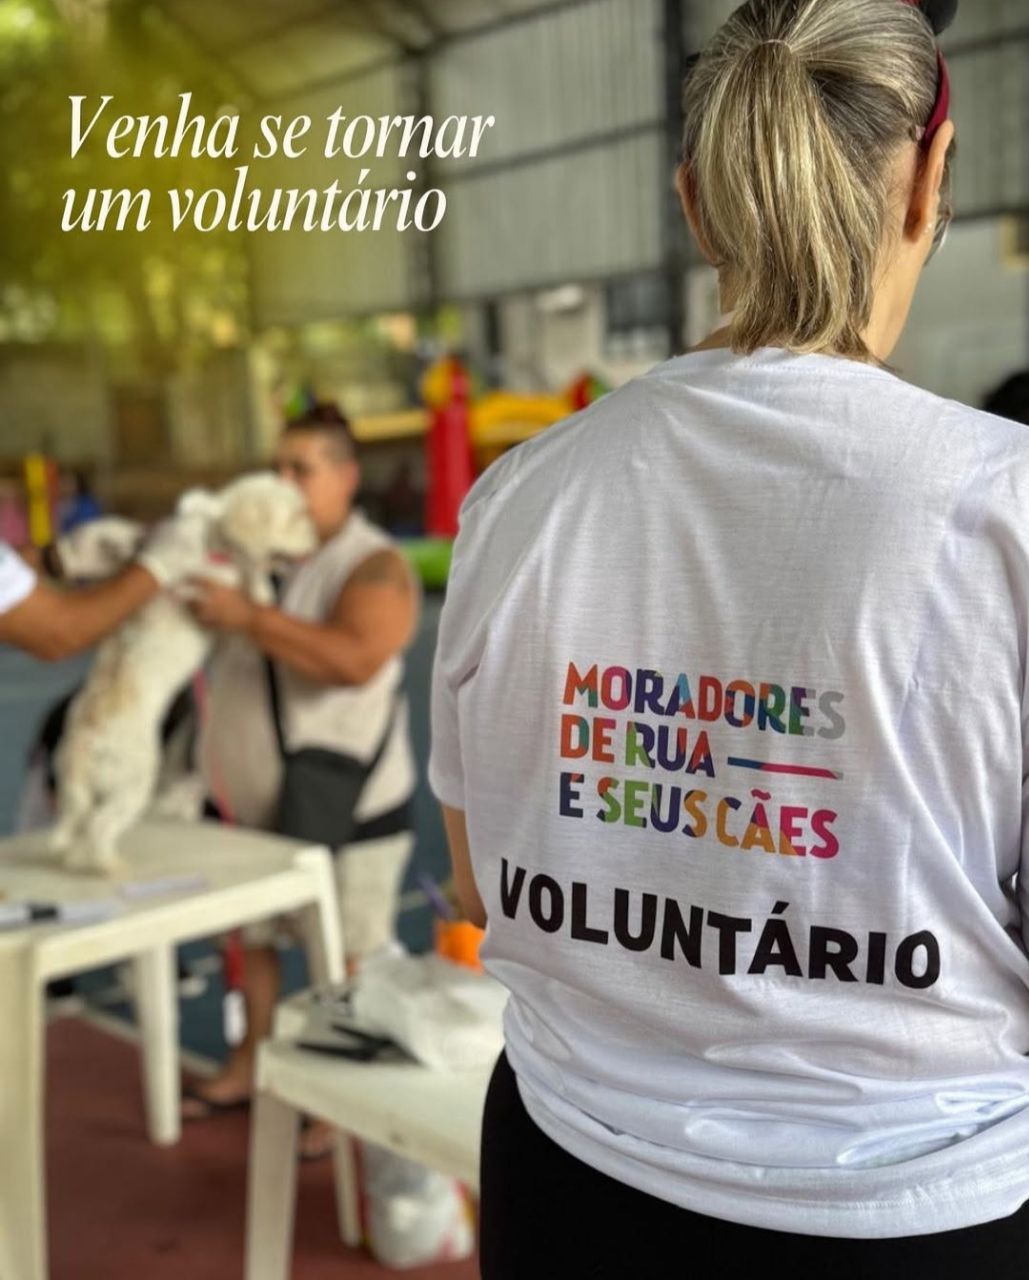 Venha se tornar
um voluntário
MORADORES
DE RUA
E SEUS CÃES
VOLUNTÁRIO